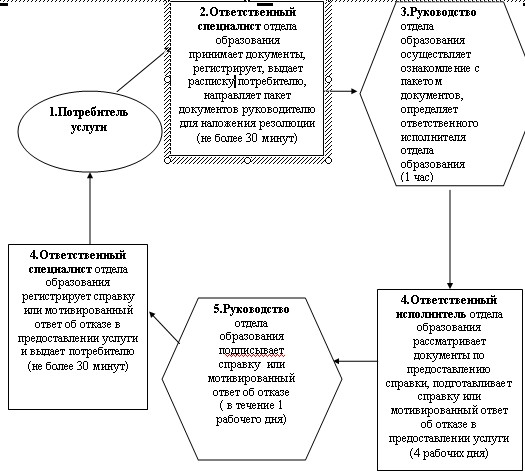 1.Потребитель
услуги
2.Ответственный
специалист отдела
образования
принимает документы,
регистрирует, выдает
расписку потребителю,
направляет пакет
документов руководителю
для наложения резолюции
(не более 30 минут)
3.Руководство
отдела
образования
осуществляет
ознакомление с
пакетом
документов,
определяет
ответственного
исполнителя
отдела
образования
(1 час)
4.Ответственный
исполнитель отдела
образования
рассматривает
документы по
предоставлению
справки, подготавливает
справку или
мотивированный ответ
об отказе в
предоставлении услуги
(4 рабочих дня)
5.Руководство
отдела
образования
подписывает
справку или
мотивированный
ответ об отказе
( в течение 1
рабочего дня)
4.Ответственный
специалист отдела
образования
регистрирует справку
или мотивированный
ответ об отказе в
предоставлении услуги
и выдает потребителю
(не более 30 минут)